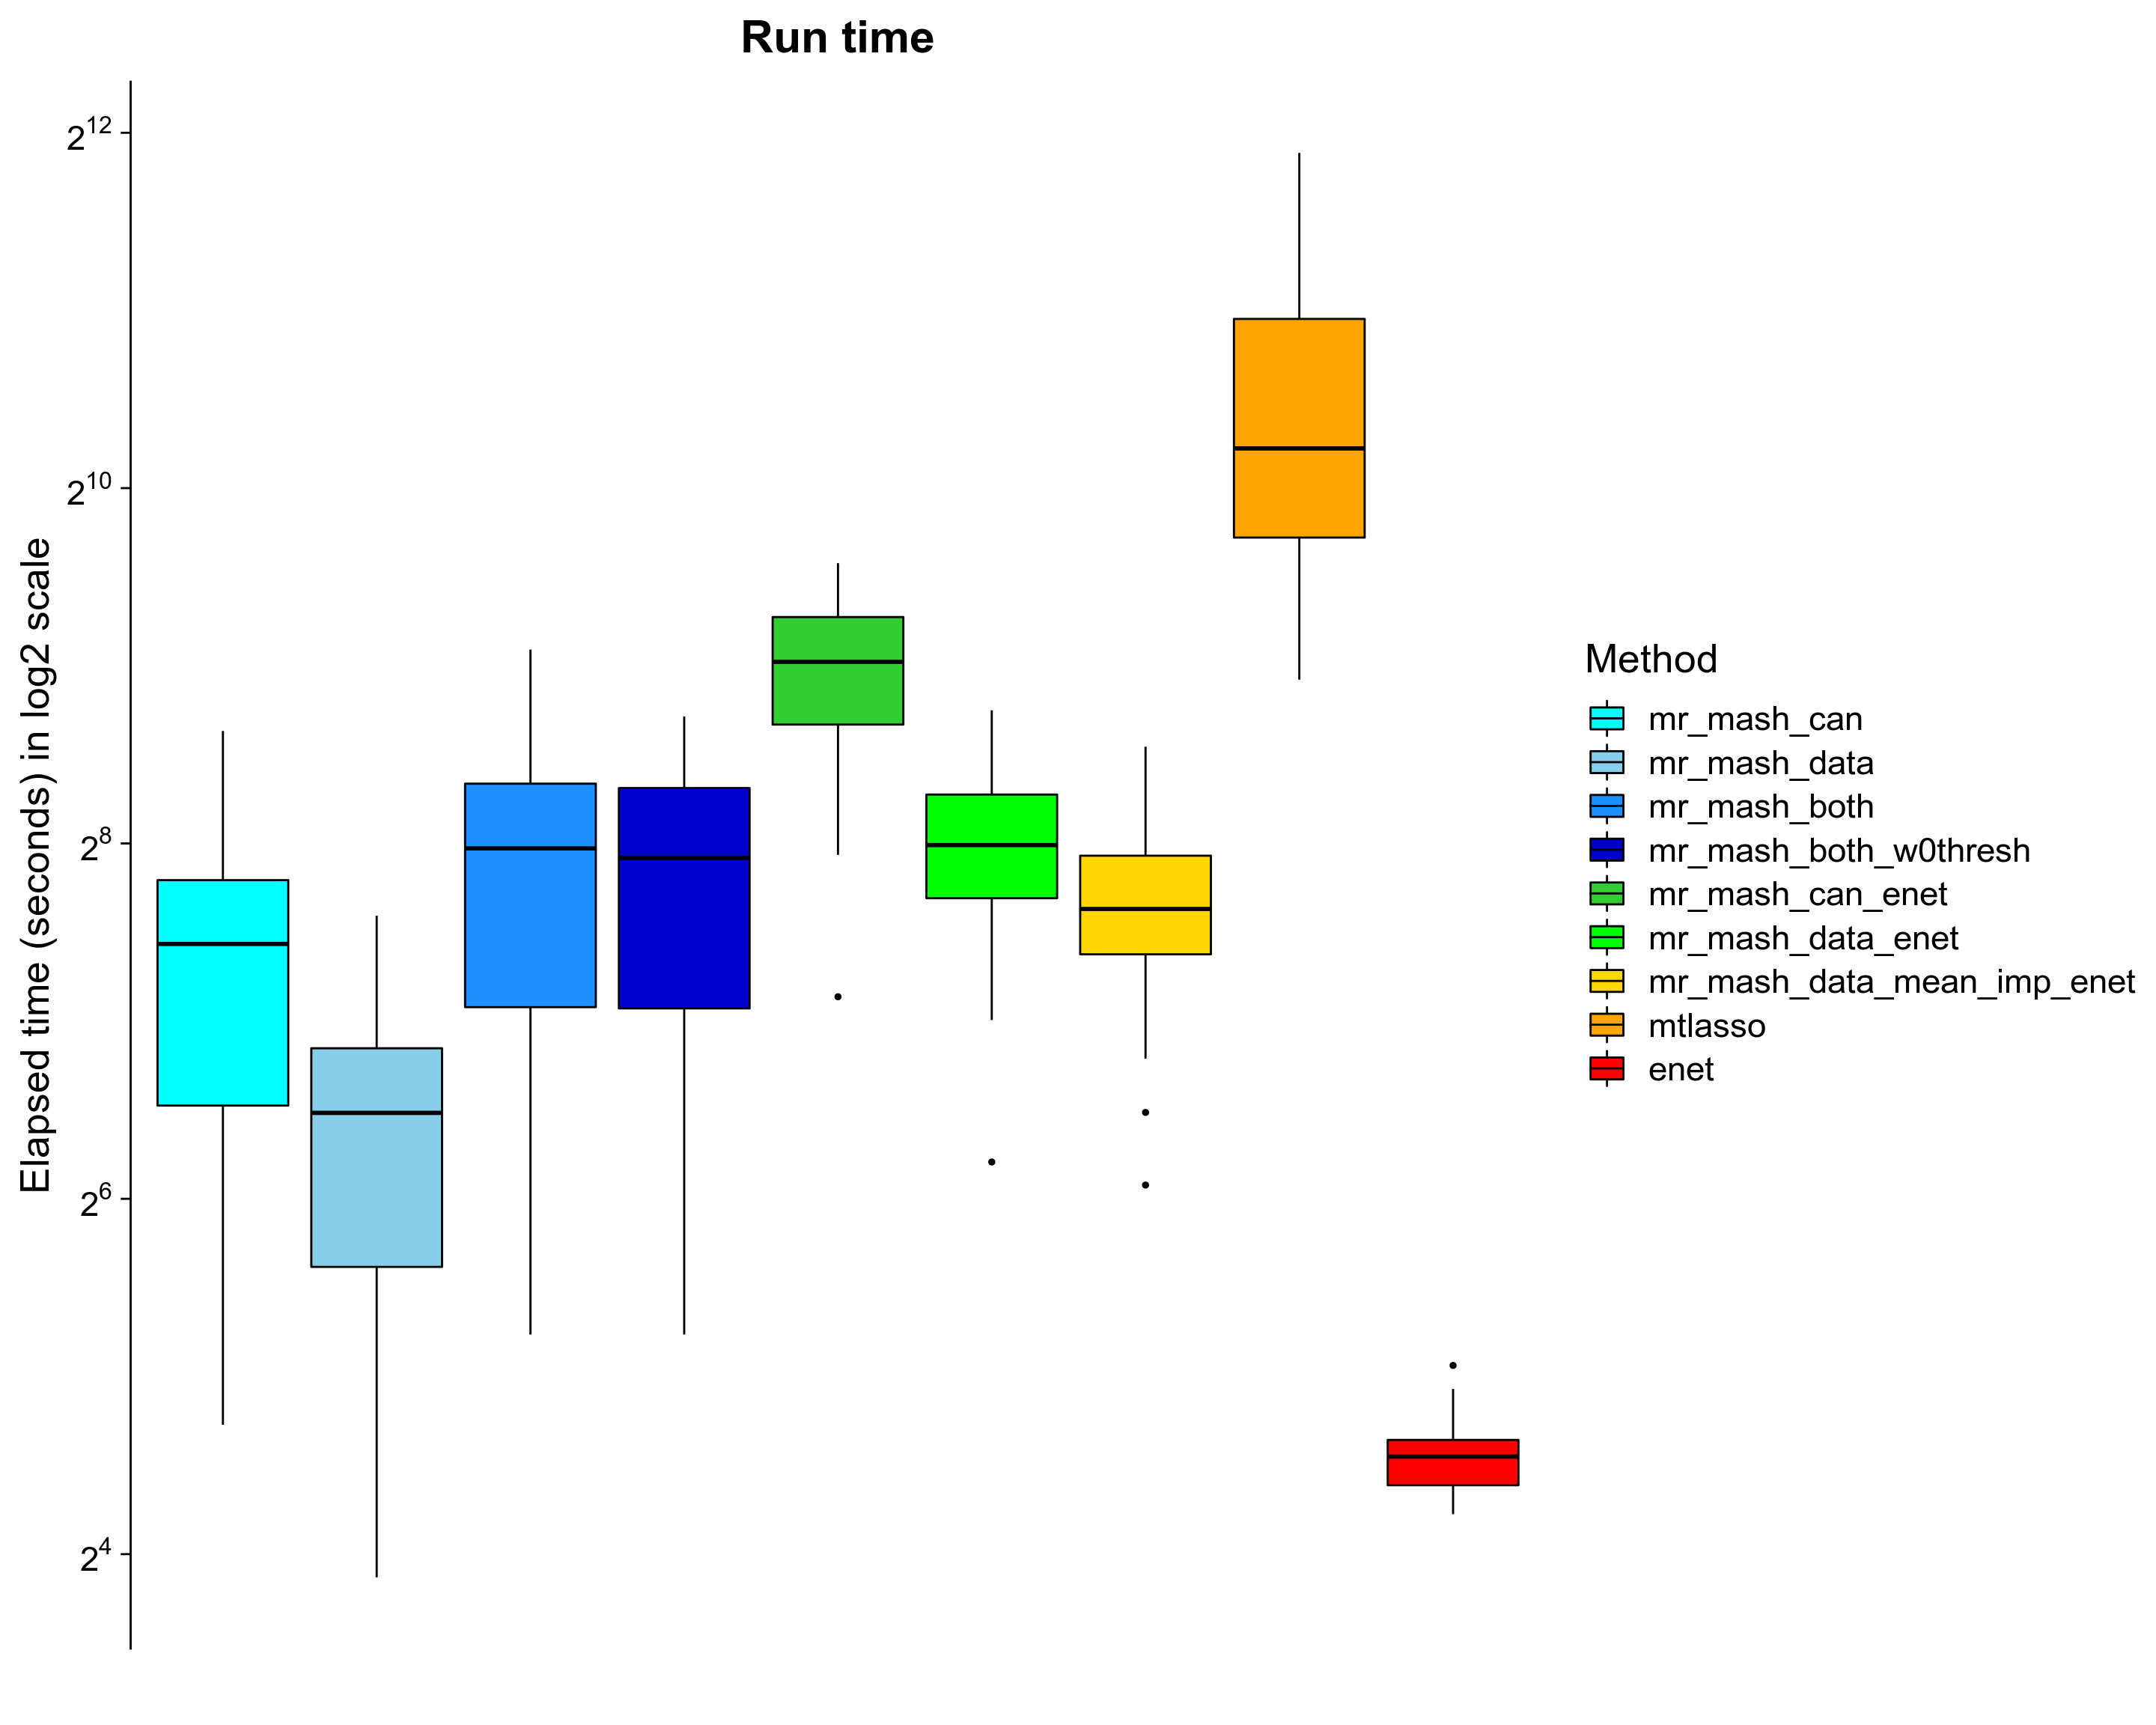 Run time
Elapsed time (seconds) in log2 scale
2^12
2^10
2^8
2^6
2^4
Method
mr_mash_can
mr_mash_data
mr_mash_both
mr_mash_both_w0thresh
mr_mash_can_enet
mr_mash_data_enet
mr_mash_data_mean_imp_enet
mtlasso
enet